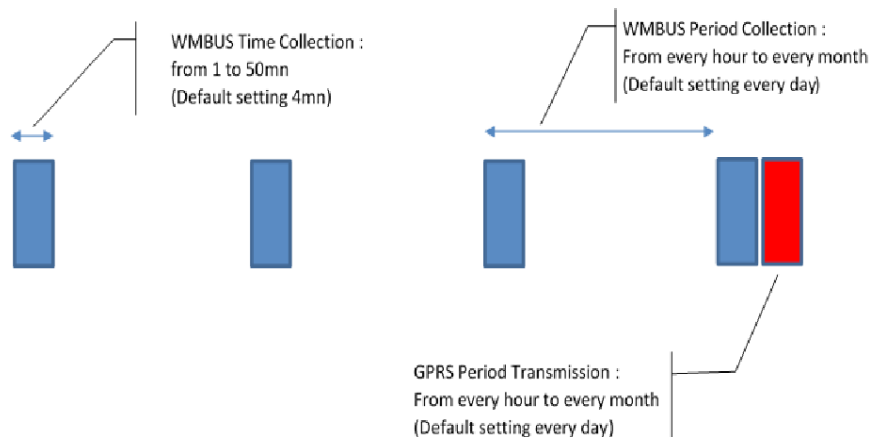 WMBUS Time Collection :
from 1 to 50mn
(Default setting 4mn)
WMBUS Period Collection :
From every hour to every month
(Default setting every day)
GPRS Period Transmission :
From every hour to every month
(Default setting every day)